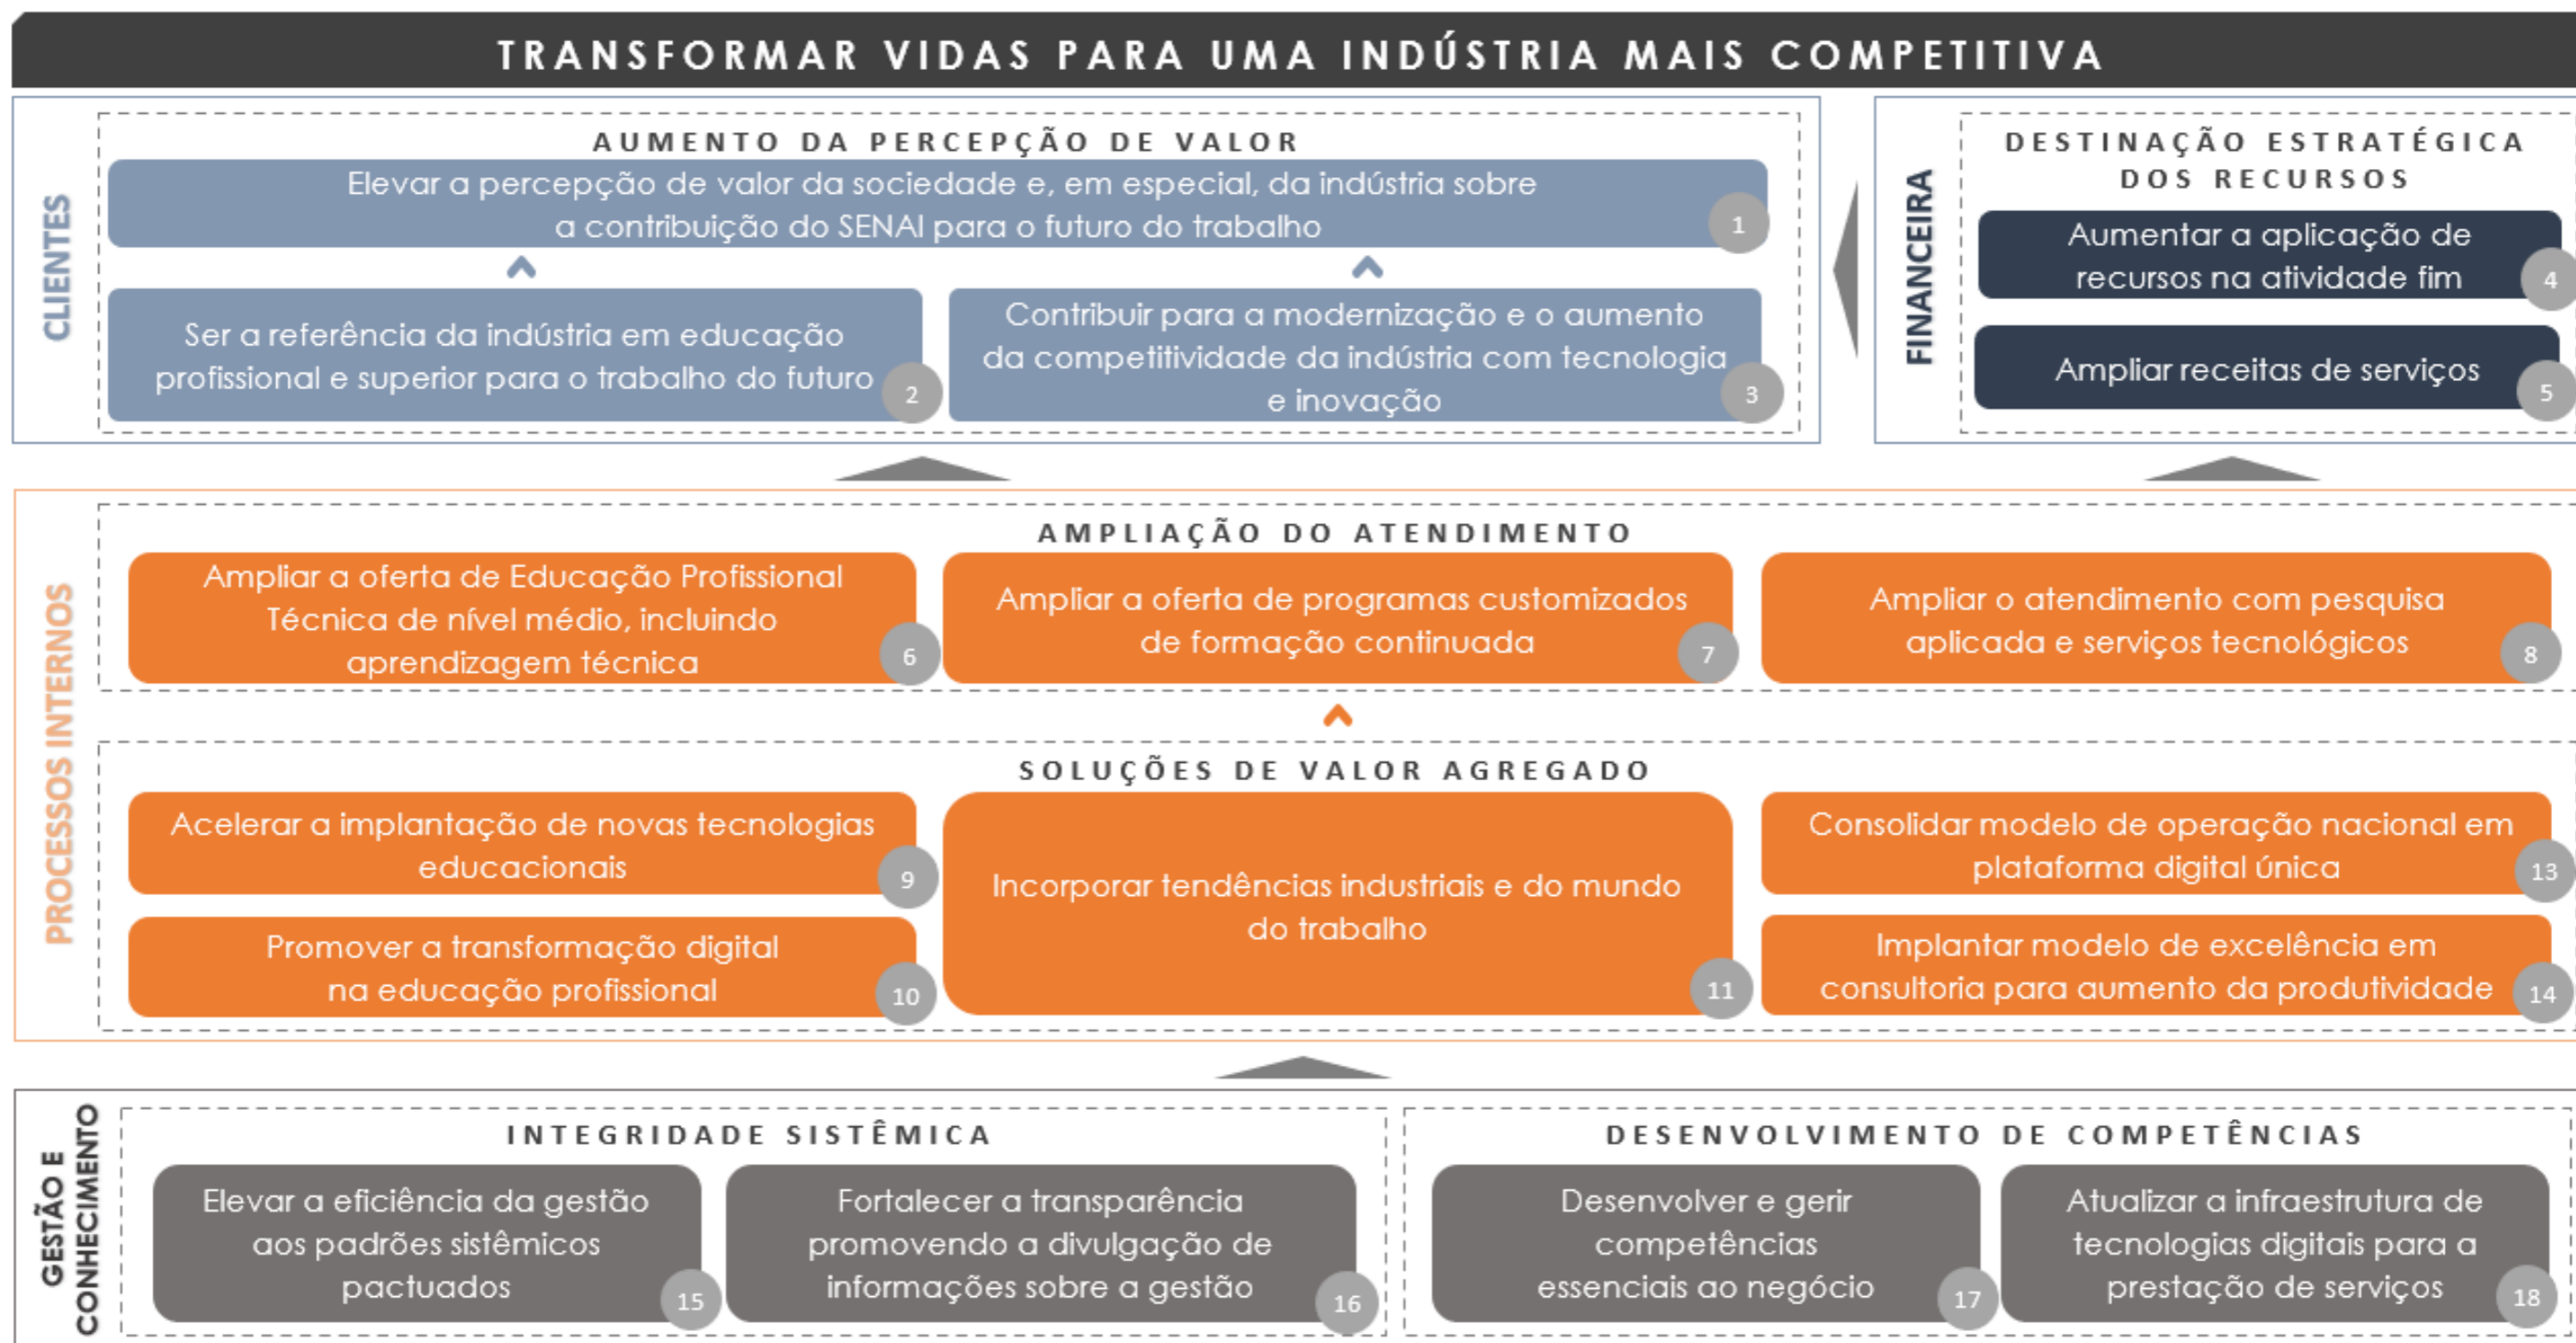 TRANSFORMAR VIDAS PARA UMA INDÚSTRIA MAIS COMPETITIVA
CLIENTES
AUMENTO DA PERCEPÇÃO DE VALOR
Elevar a percepção de valor da sociedade e, em especial, da indústria sobre
a contribuição do SENAI para o futuro do trabalho
1
Ser a referência da indústria em educação
profissional e superior para o trabalho do futuro
2
Contribuir para a modernização e o aumento
da competitividade da indústria com tecnologia
e inovação
3
FINANCEIRA
DESTINAÇÃO ESTRATÉGICA
DOS RECURSOS
Aumentar a aplicação de
recursos na atividade fim
4
Ampliar receitas de serviços
5
PROCESSOS INTERNOS
AMPLIAÇÃO DO ATENDIMENTO
Ampliar a oferta de Educação Profissional
Técnica de nível médio, incluindo
aprendizagem técnica
6
Ampliar a oferta de programas customizados
de formação continuada
7
Ampliar o atendimento com pesquisa
aplicada e serviços tecnológicos
8
SOLUÇÕES DE VALOR AGREGADO
Acelerar a implantação de novas tecnologias
educacionais
9
Promover a transformação digital
na educação profissional
10
Incorporar tendências industriais e do mundo
do trabalho
11
Consolidar modelo de operação nacional em
plataforma digital única
13
Implantar modelo de excelência em
consultoria para aumento da produtividade
14
GESTÃO E
CONHECIMENTO
INTEGRIDADE SISTÊMICA
Elevar a eficiência da gestão
aos padrões sistêmicos
pactuados
15
Fortalecer a transparência
promovendo a divulgação de
informações sobre a gestão
16
DESENVOLVIMENTO DE COMPETÊNCIAS
Desenvolver e gerir
competências
essenciais ao negócio
17
Atualizar a infraestrutura de
tecnologias digitais para a
prestação de serviços
18